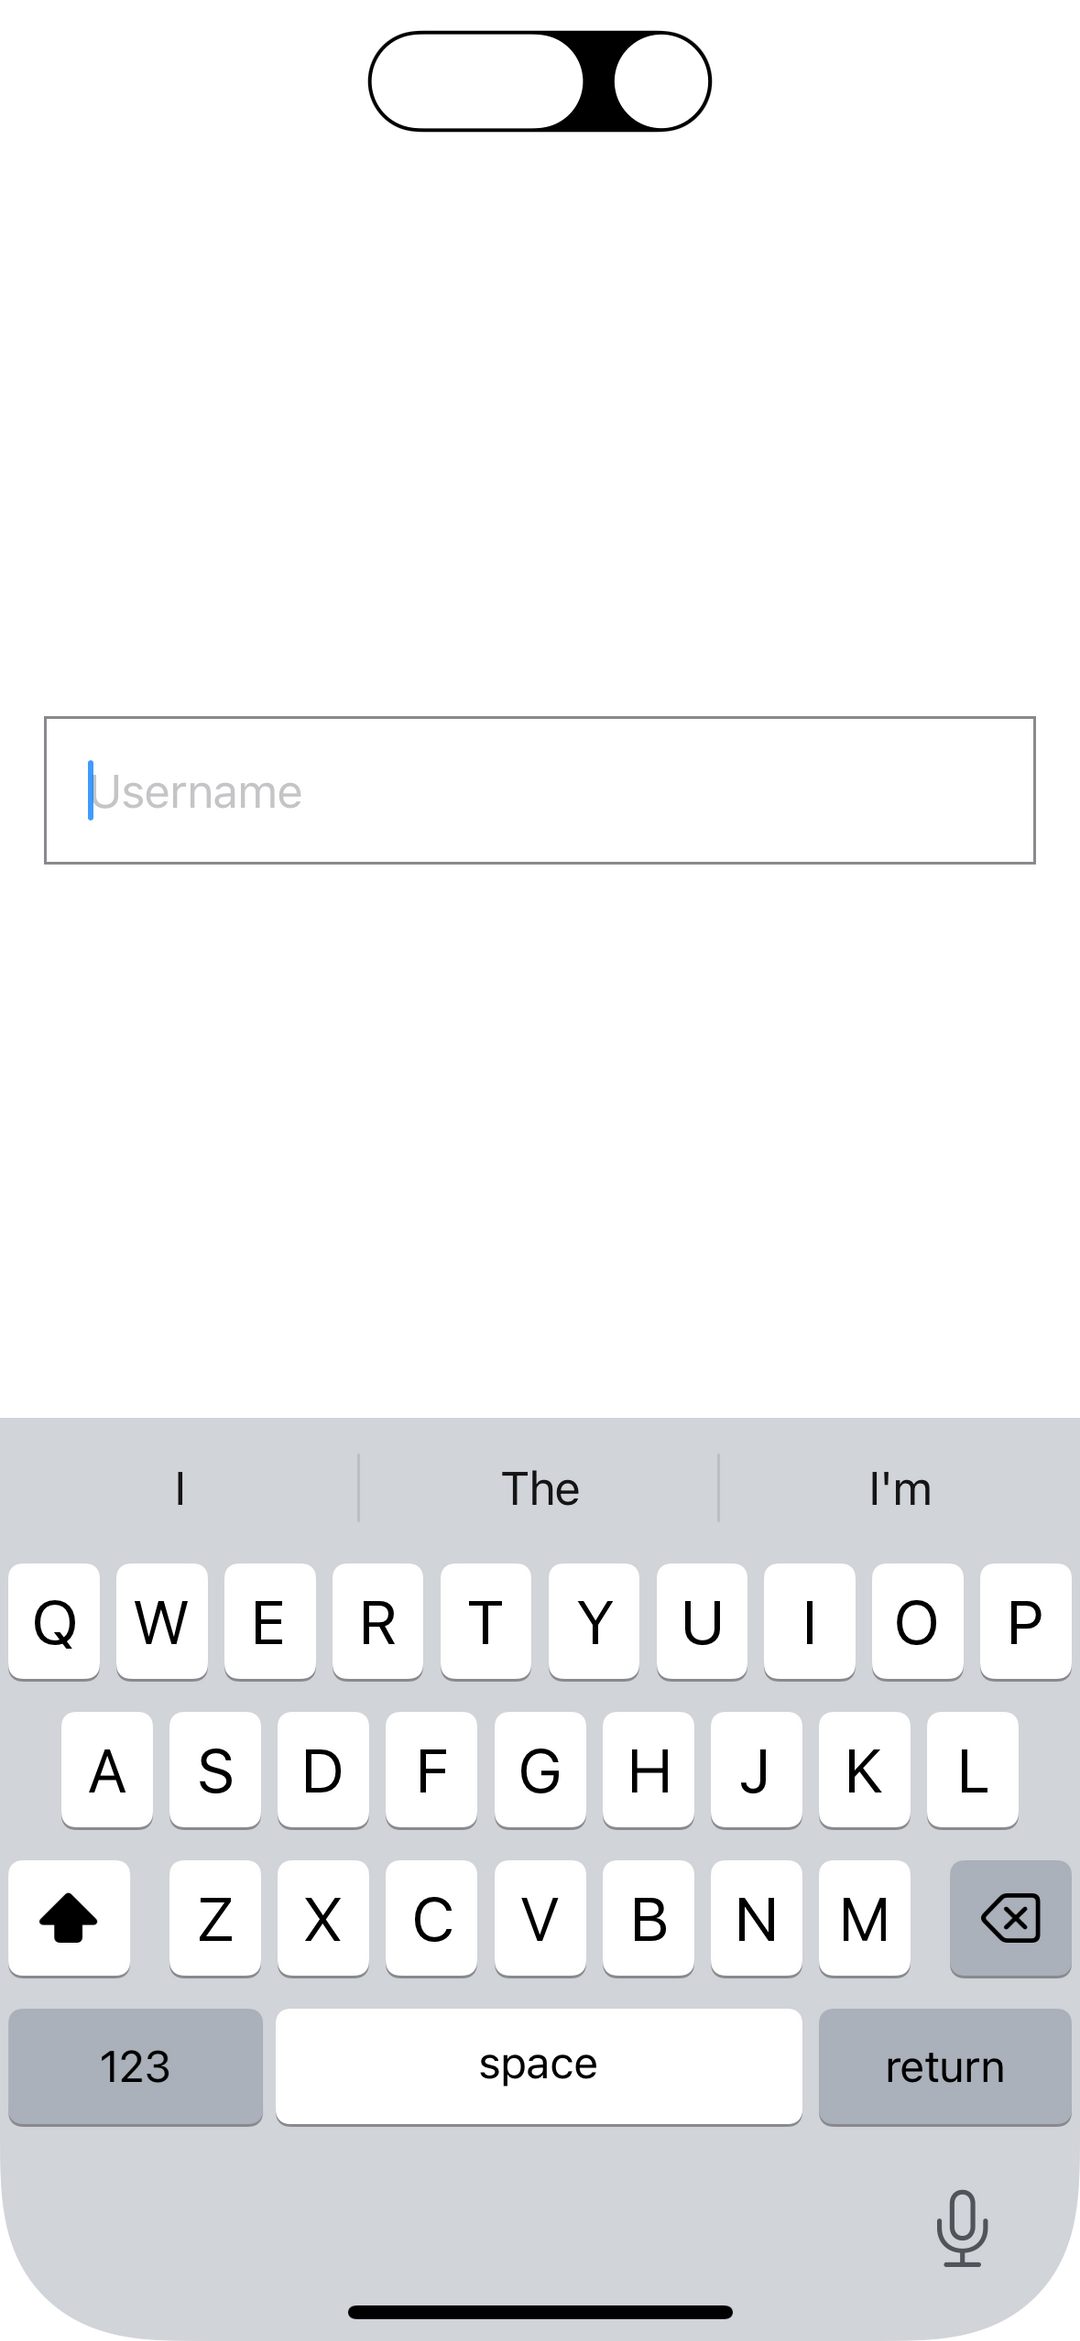 Username
I The I'm
Q W E R T Y U I O P
A S D F G H J K L
Z X C V B N M
123 space return